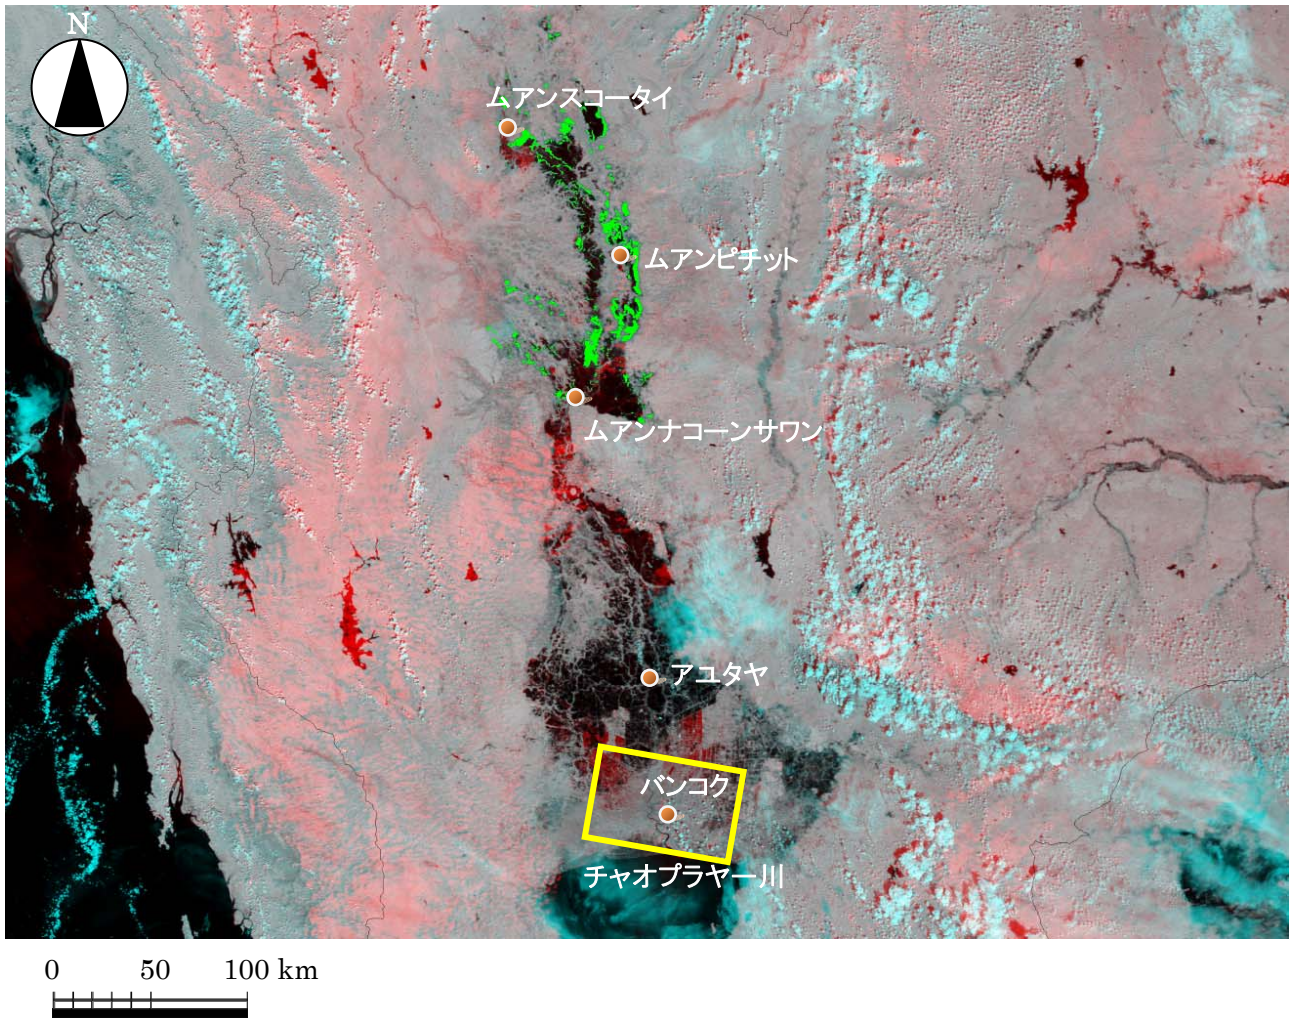 N
ムアンスコータイ
ムアンピチット
ムアンナコーンサワン
アユタヤ
バンコク
チャオプラヤー川
0 50 100 km